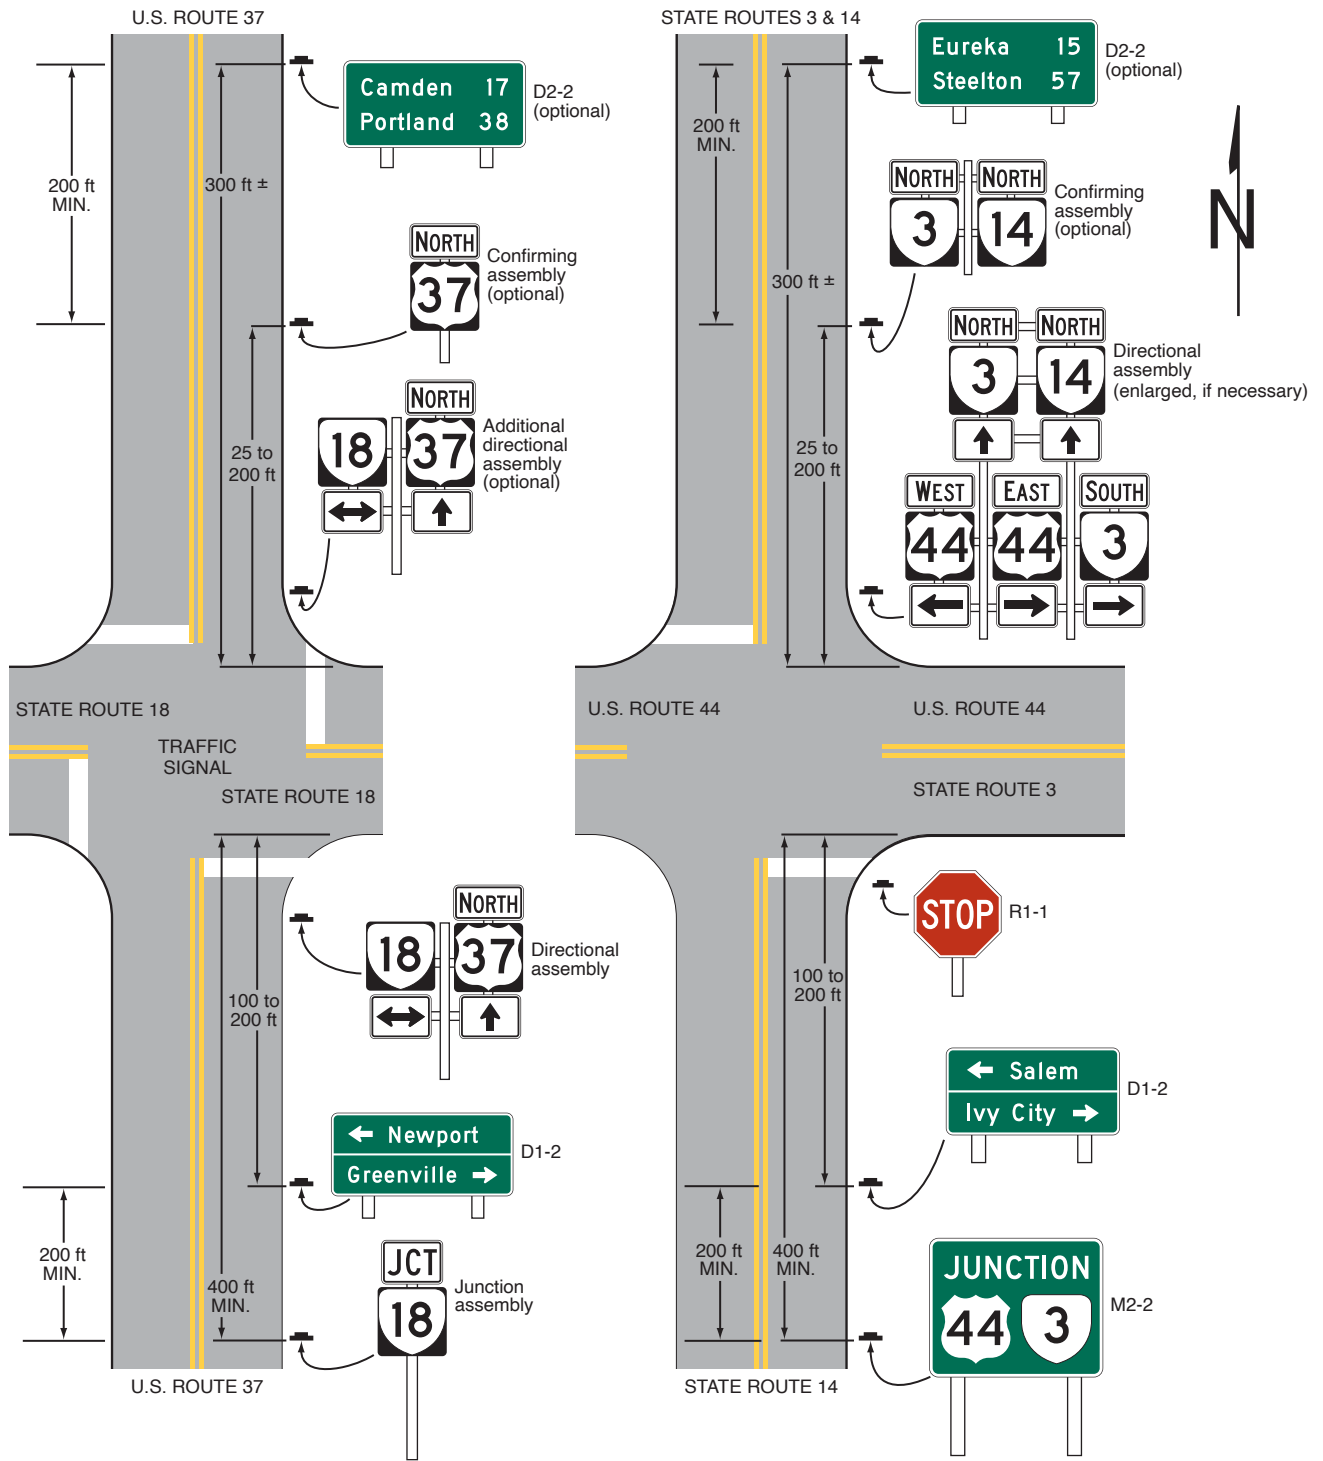 U.S. ROUTE 37
Camden 17
Portland 38
D2-2
(optional)
200 ft
MIN.
300 ft ±
NORTH
37
Confirming
assembly
(optional)
NORTH
18
37
Additional
directional
assembly
(optional)
25 to
200 ft
STATE ROUTE 18
TRAFFIC
SIGNAL
STATE ROUTE 18
NORTH
18
37
Directional
assembly
100 to
200 ft
Newport
Greenville
D1-2
200 ft
MIN.
400 ft
MIN.
JCT
18
Junction
assembly
U.S. ROUTE 37
STATE ROUTES 3 & 14
Eureka 15
Steelton 57
D2-2
(optional)
200 ft
MIN.
NORTH NORTH
3 14
Confirming
assembly
(optional)
N
300 ft ±
NORTH NORTH
3 14
Directional
assembly
(enlarged, if necessary)
25 to
200 ft
WEST EAST SOUTH
44 44 3
U.S. ROUTE 44
U.S. ROUTE 44
STATE ROUTE 3
STOP
R1-1
100 to
200 ft
Salem
Ivy City
D1-2
200 ft
MIN.
400 ft
MIN.
JUNCTION
44 3
M2-2
STATE ROUTE 14